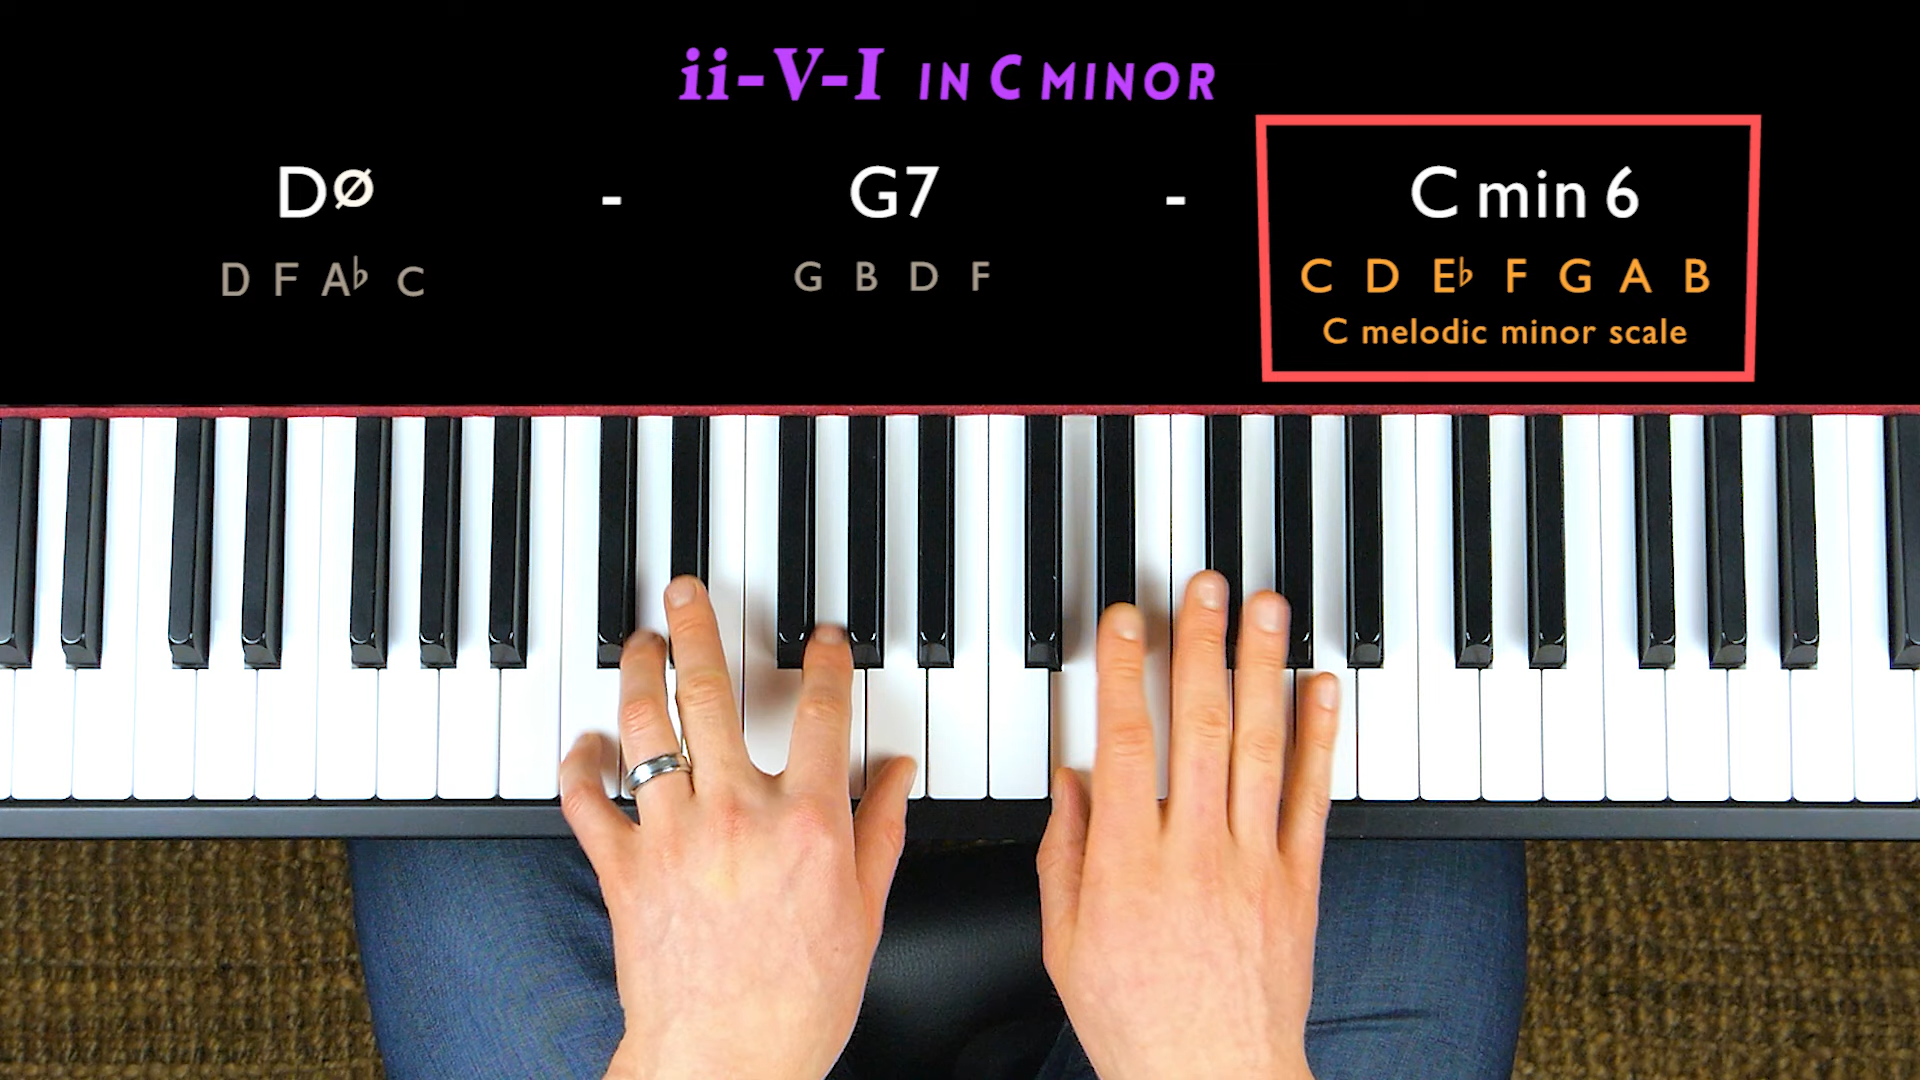 ii-V-I IN C MINOR
Dø - G7 - C min 6
D F A♭ C G B D F C D E♭ F G A B
C melodic minor scale